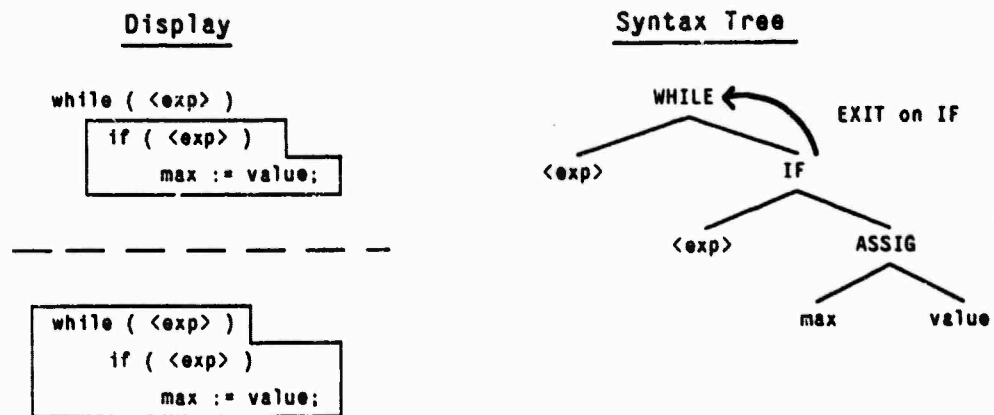 Display
while ( <exp> )
if ( <exp> )
max := value;
while ( <exp> )
if ( <exp> )
max := value;
Syntax Tree
WHILE
EXIT on IF
<exp>
IF
<exp>
ASSIG
max
value